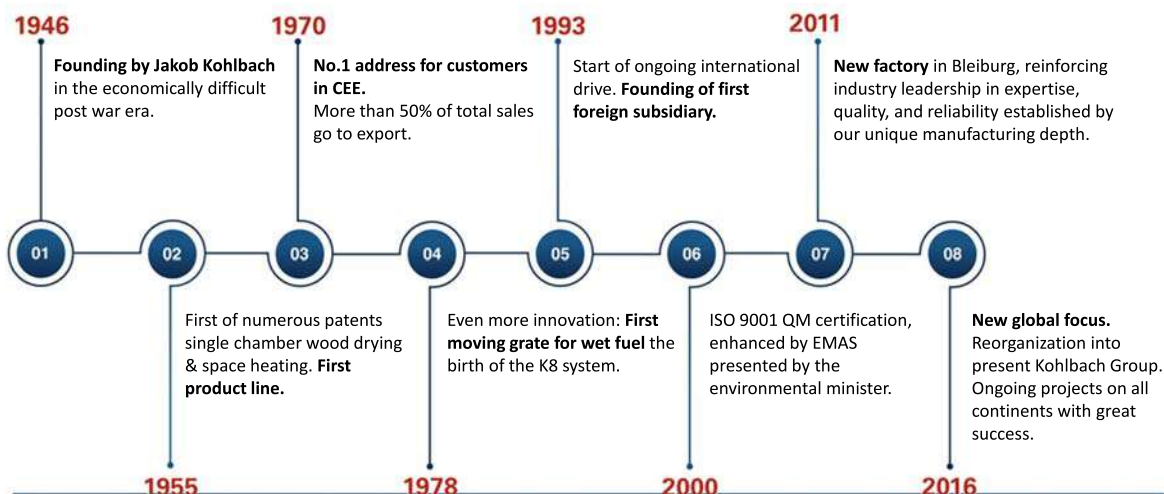 1946
Founding by Jakob Kohlbach
in the economically difficult
post war era.
1970
No.1 address for customers
in CEE.
More than 50% of total sales
go to export.
1993
Start of ongoing international
drive. Founding of first
foreign subsidiary.
2011
New factory in Bleiburg, reinforcing
industry leadership in expertise,
quality, and reliability established by
our unique manufacturing depth.
01
02
03
04
05
06
07
08
First of numerous patents
single chamber wood drying
& space heating. First
product line.
1955
Even more innovation: First
moving grate for wet fuel the
birth of the K8 system.
1978
ISO 9001 QM certification,
enhanced by EMAS
presented by the
environmental minister.
2000
New global focus.
Reorganization into
present Kohlbach Group.
Ongoing projects on all
continents with great
success.
2016